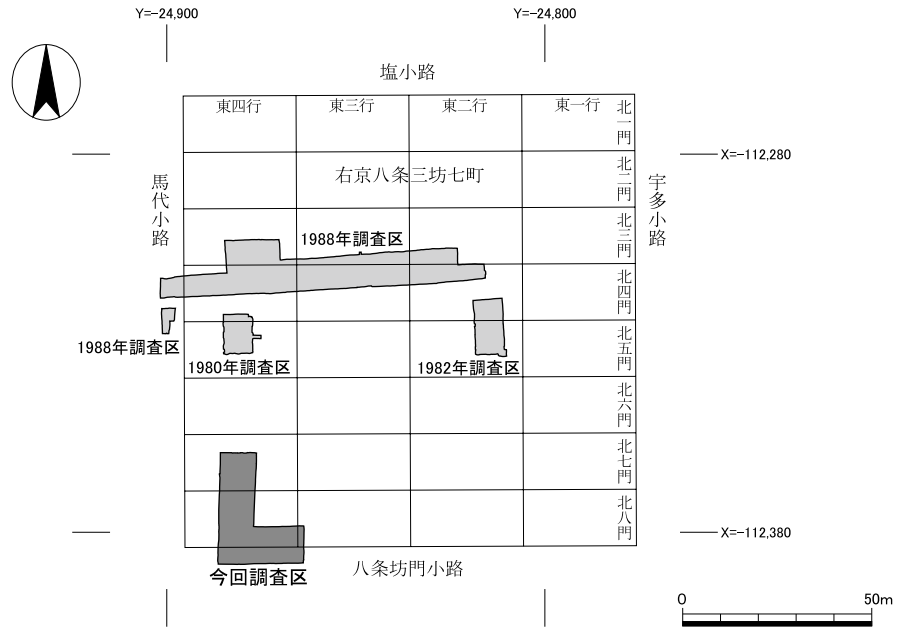 Y=-24,900
Y=-24,800
塩小路
東四行
東三行
東二行
東一行
北一門
X=-112,280
右京八条三坊七町
北二門
馬代小路
宇多小路
北三門
1988年調査区
北四門
1988年調査区
1980年調査区
1982年調査区
北五門
北六門
北七門
北八門
X=-112,380
今回調査区
八条坊門小路
0
50m